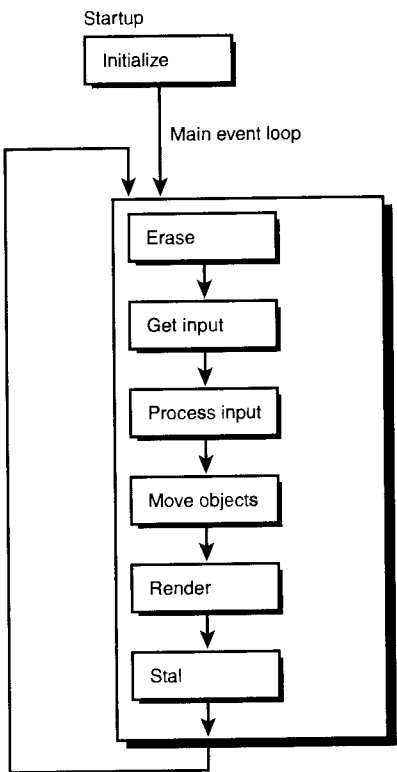 Startup
Initialize
Main event loop
Erase
Get input
Process input
Move objects
Render
Stal